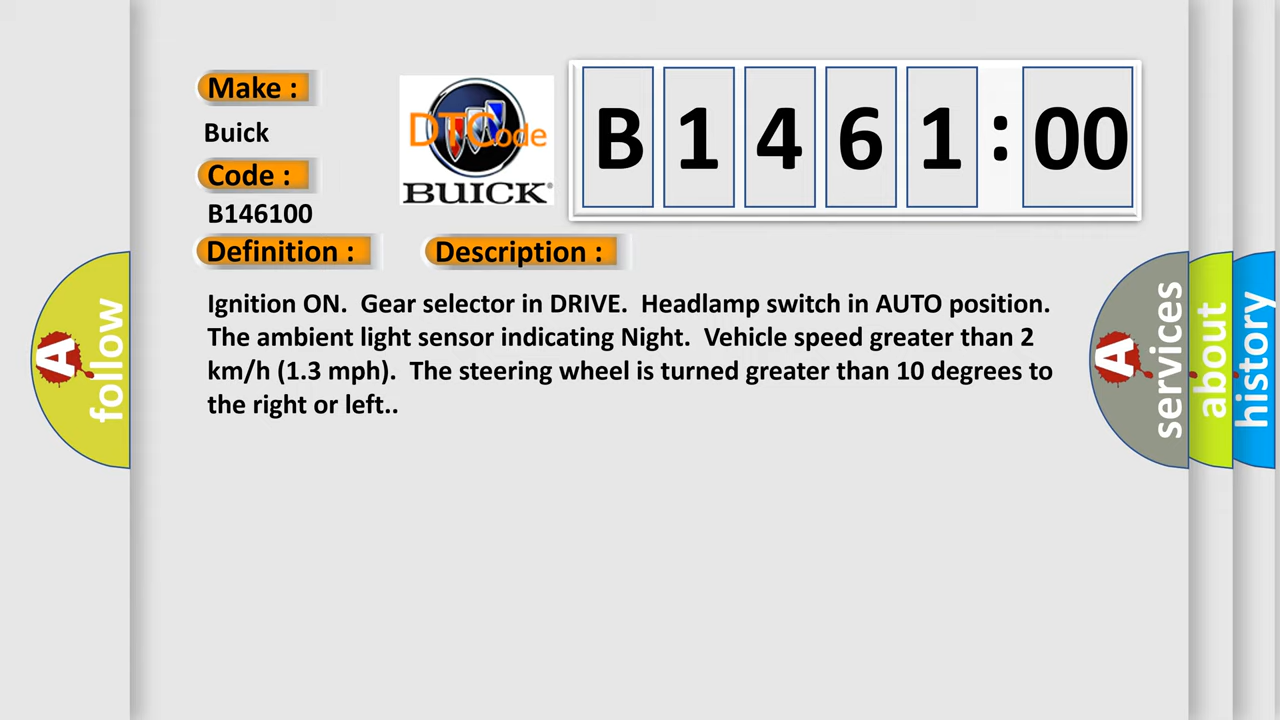 Make :
Buick
Code :
B146100
Definition :
Description :
DTCode
BUICK®
B 1 4 6 1 : 00
Ignition ON.  Gear selector in DRIVE.  Headlamp switch in AUTO position.
The ambient light sensor indicating Night.  Vehicle speed greater than 2
km/h (1.3 mph).  The steering wheel is turned greater than 10 degrees to
the right or left..
A follow
A services
about
history